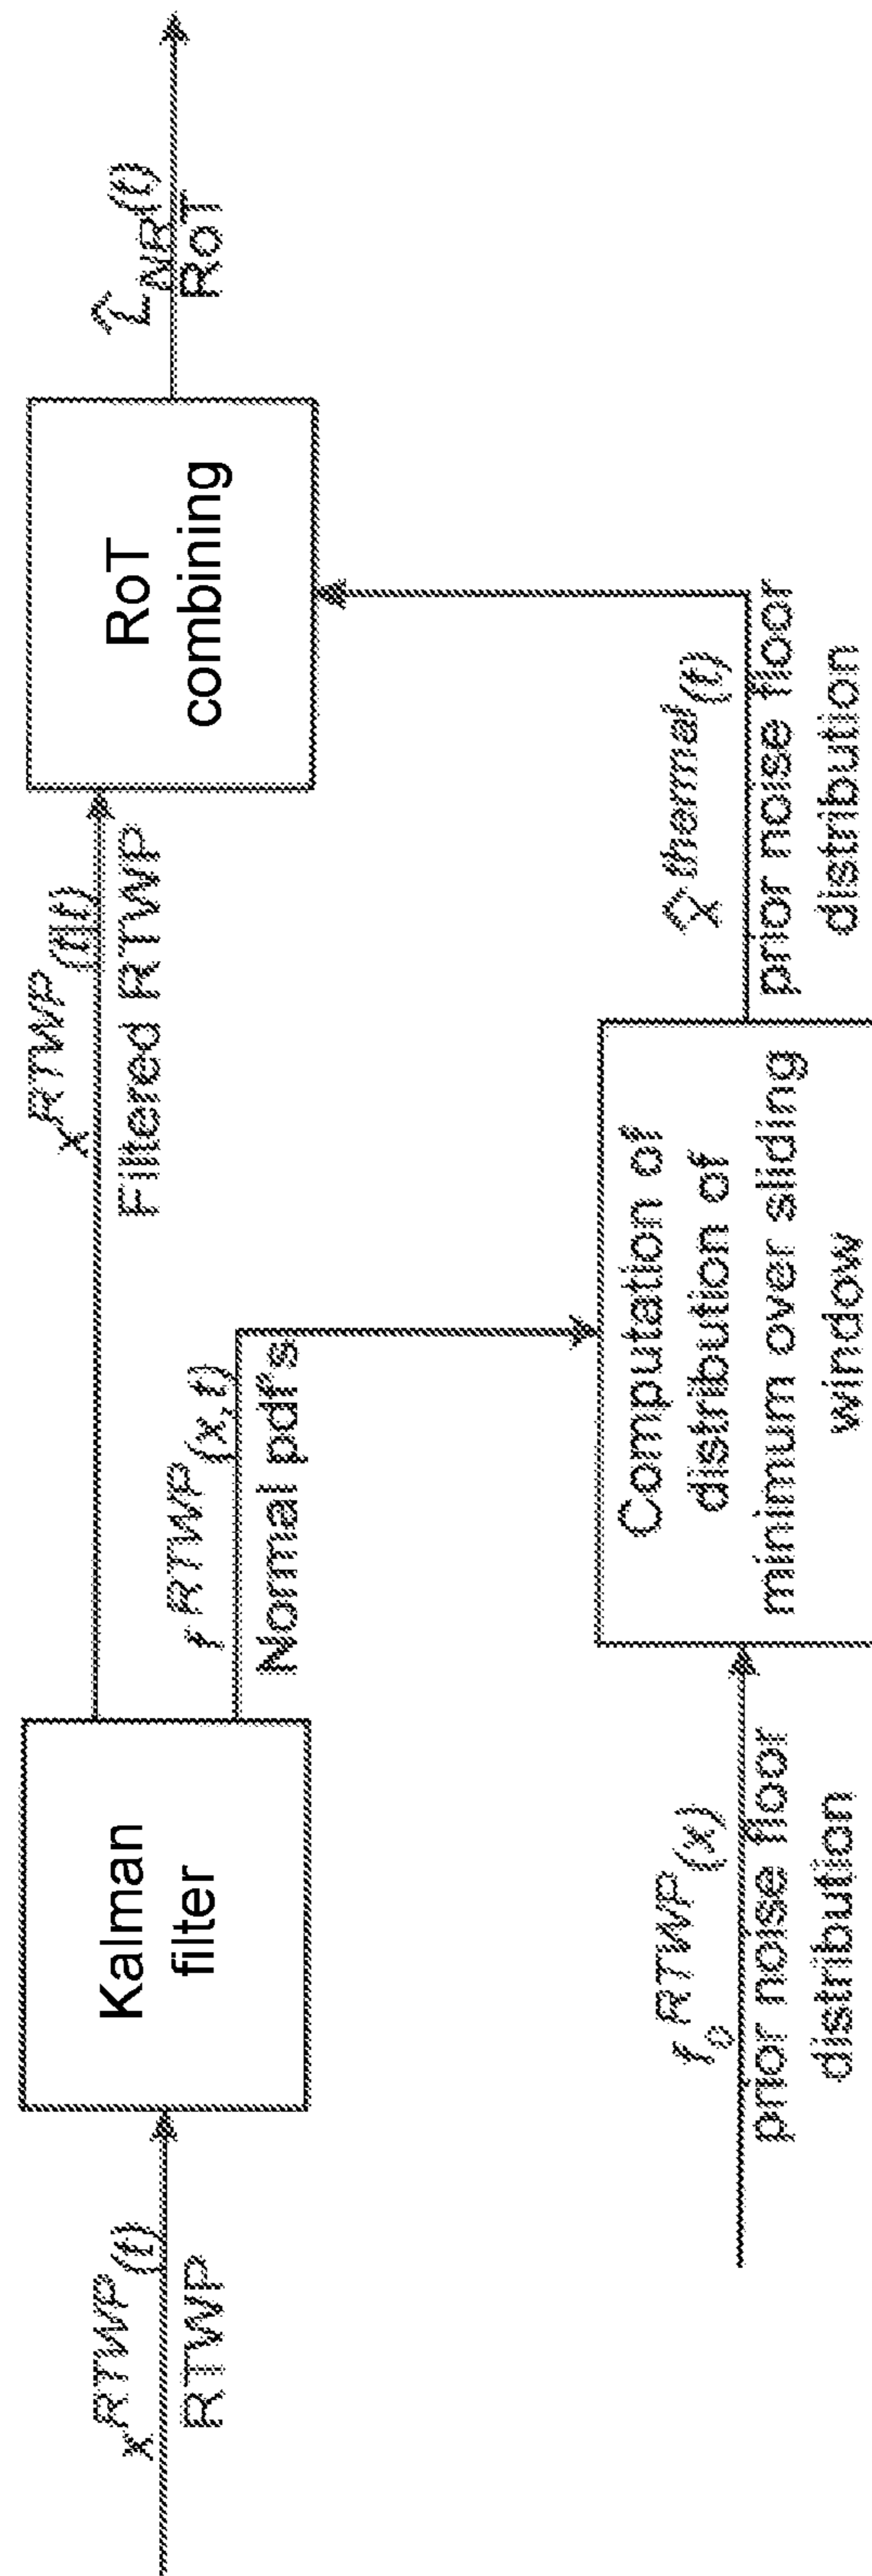 x^RTWP(t)
RTWP
Kalman
filter
x^RTWP(t|t)
Filtered RTWP
f^RTWP(x,t)
Normal pdf's
RoT
combining
L̂_NR(t)
RoT
f_0^RTWP(x)
prior noise floor
distribution
Computation of
distribution of
minimum over sliding
window
x̂^thermal(t)
prior noise floor
distribution